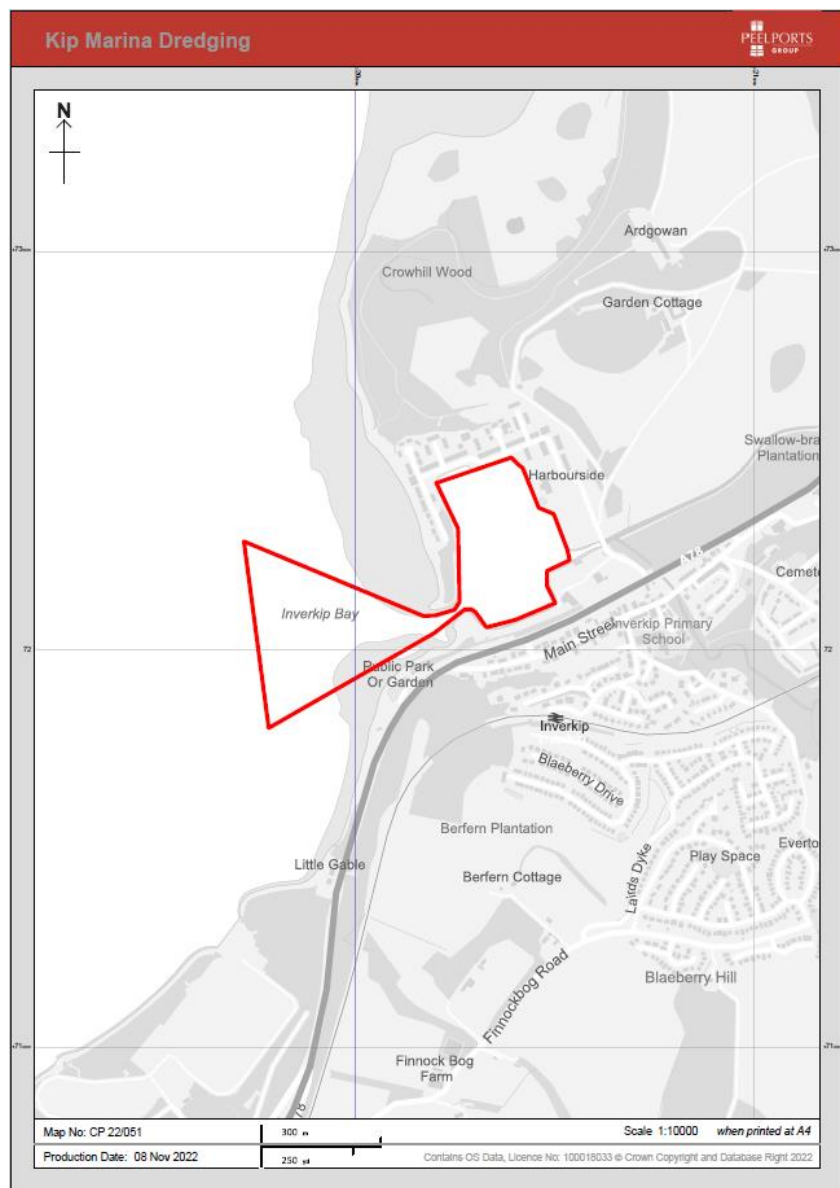 Kip Marina Dredging
PEELPORTS
GROUP
N
Ardgowan
Crowhill Wood
Garden Cottage
Swallow-bra
Plantation
Harbourside
A78
Cemete
Inverkip Bay
Inverkip Primary
School
Main Street
72
72
Public Park
Or Garden
Inverkip
Blaeberry Drive
Berfern Plantation
Everto
Play Space
Little Gable
Berfern Cottage
Lairds Dyke
Blaeberry Hill
Finnockbog Road
Finnock Bog
Farm
78
Map No: CP 22/051
300 m
Scale 1:10000
when printed at A4
Production Date: 08 Nov 2022
250 yd
Contains OS Data, Licence No: 100018033 © Crown Copyright and Database Right 2022